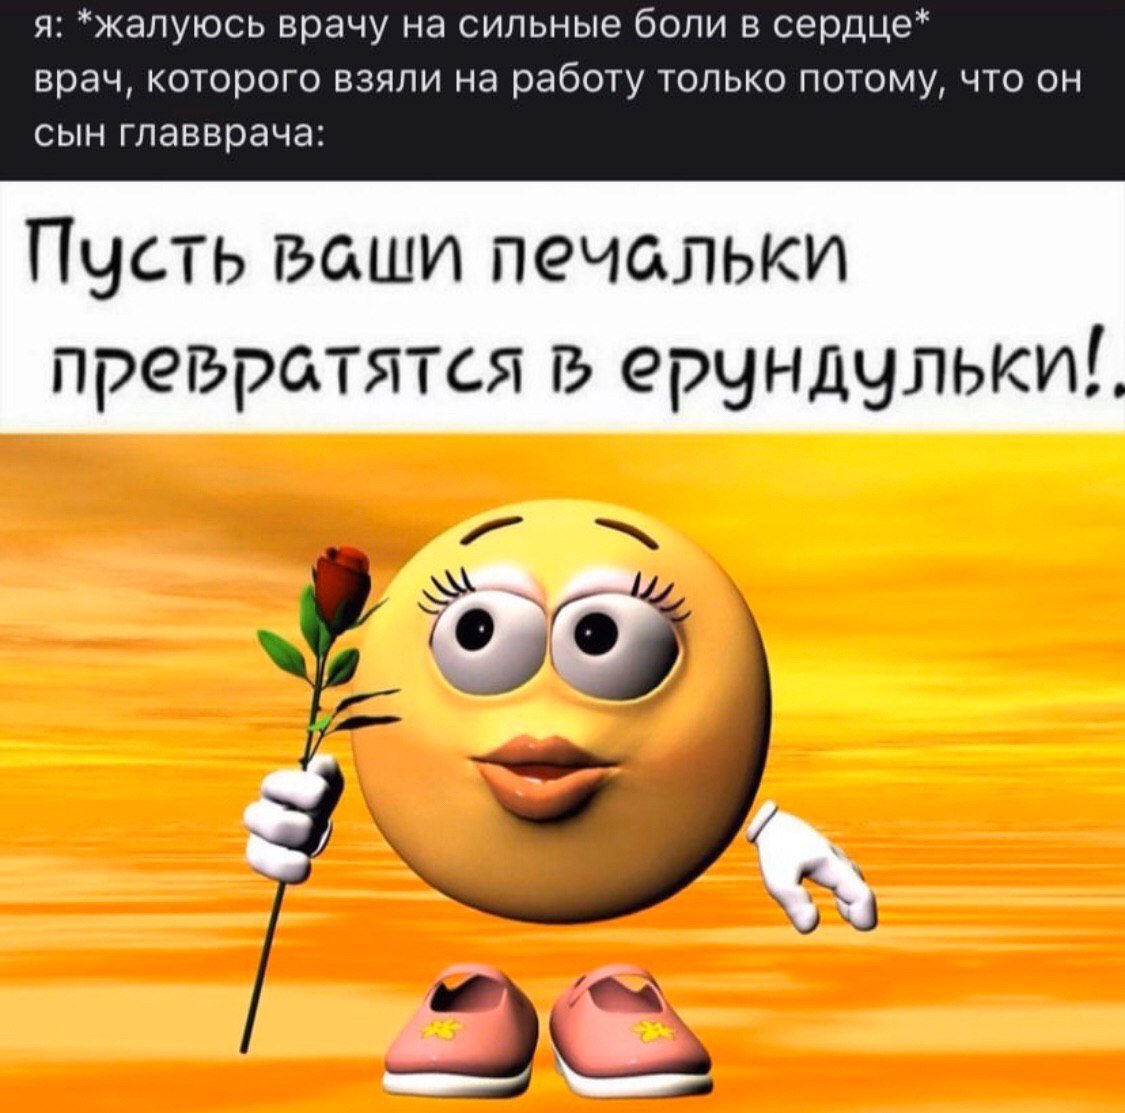 я: *жалуюсь врачу на сильные боли в сердце*
врач, которого взяли на работу только потому, что он
сын главврача:
Пусть ваши печальки
превратятся в ерундульки!.